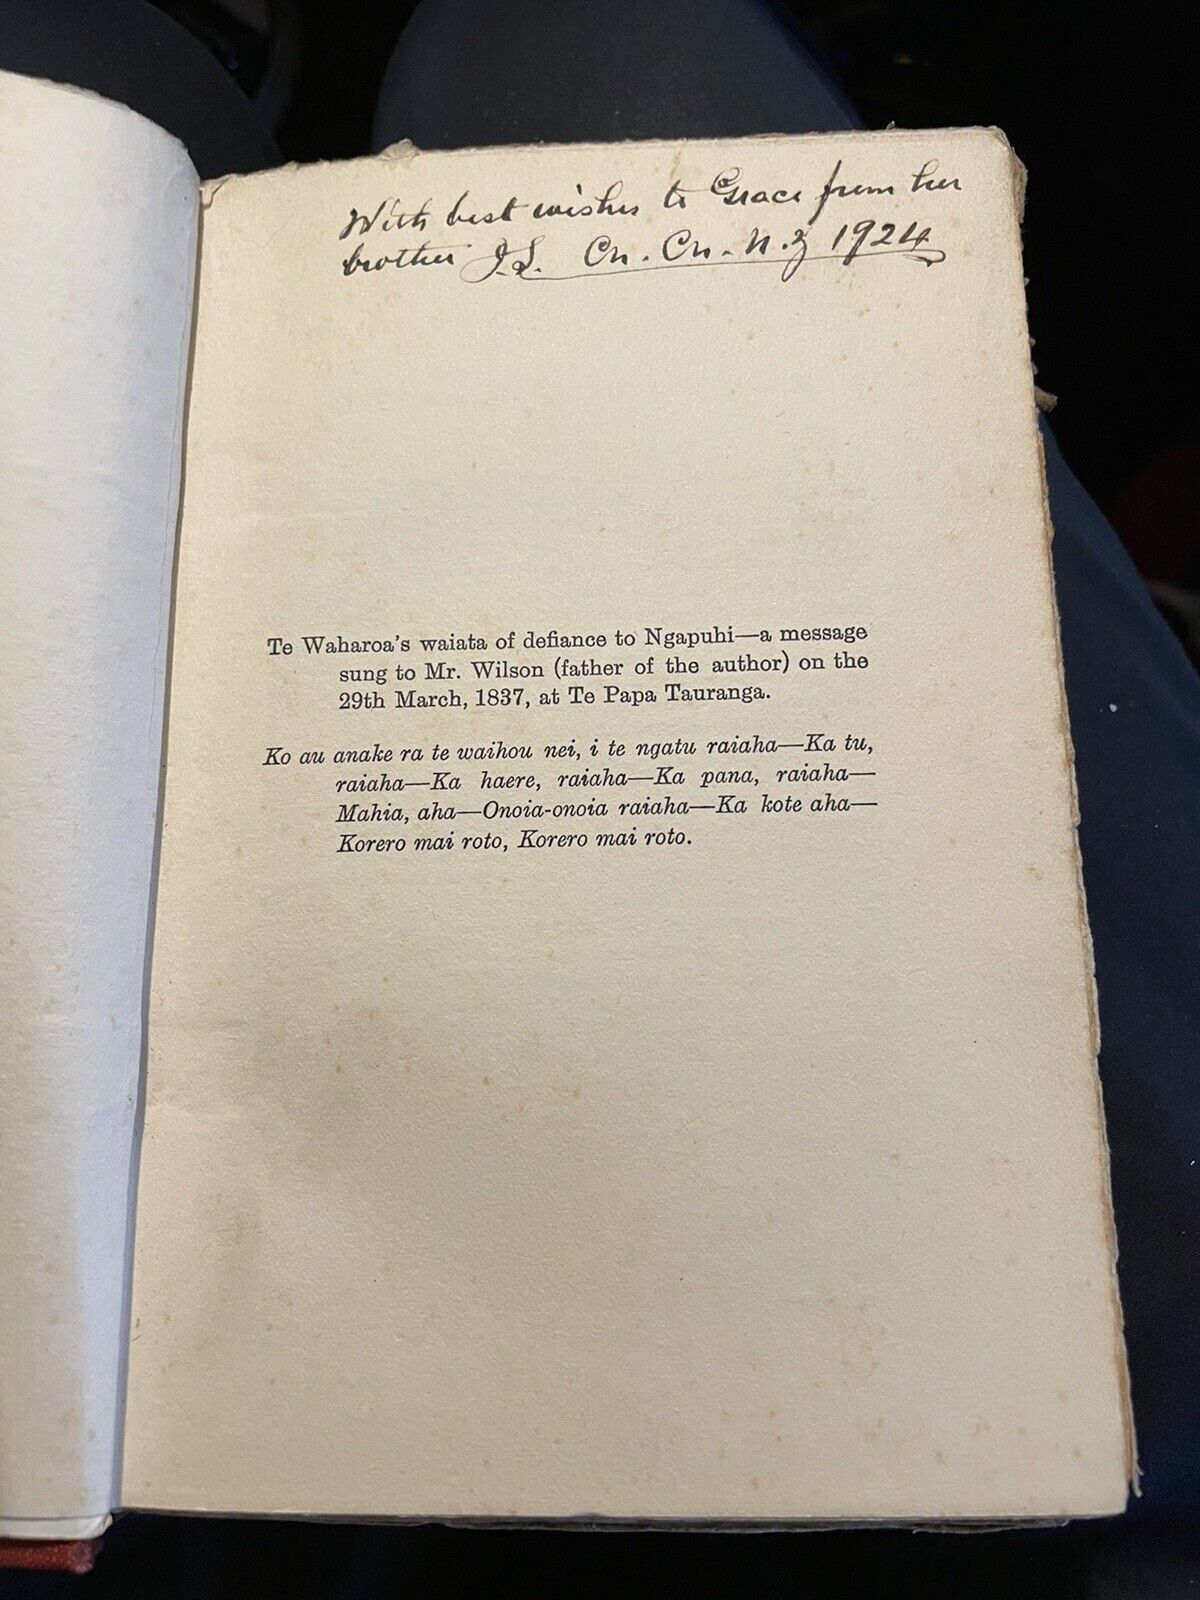 With best wishes to Grace from her
brother J.S. Ch. Ch. N.Z 1924
Te Waharoa's waiata of defiance to Ngapuhi—a message
sung to Mr. Wilson (father of the author) on the
29th March, 1837, at Te Papa Tauranga.
Ko au anake ra te waihou nei, i te ngatu raiaha—Ka tu,
raiaha—Ka haere, raiaha—Ka pana, raiaha—
Mahia, aha—Onoia-onoia raiaha—Ka kote aha—
Korero mai roto, Korero mai roto.